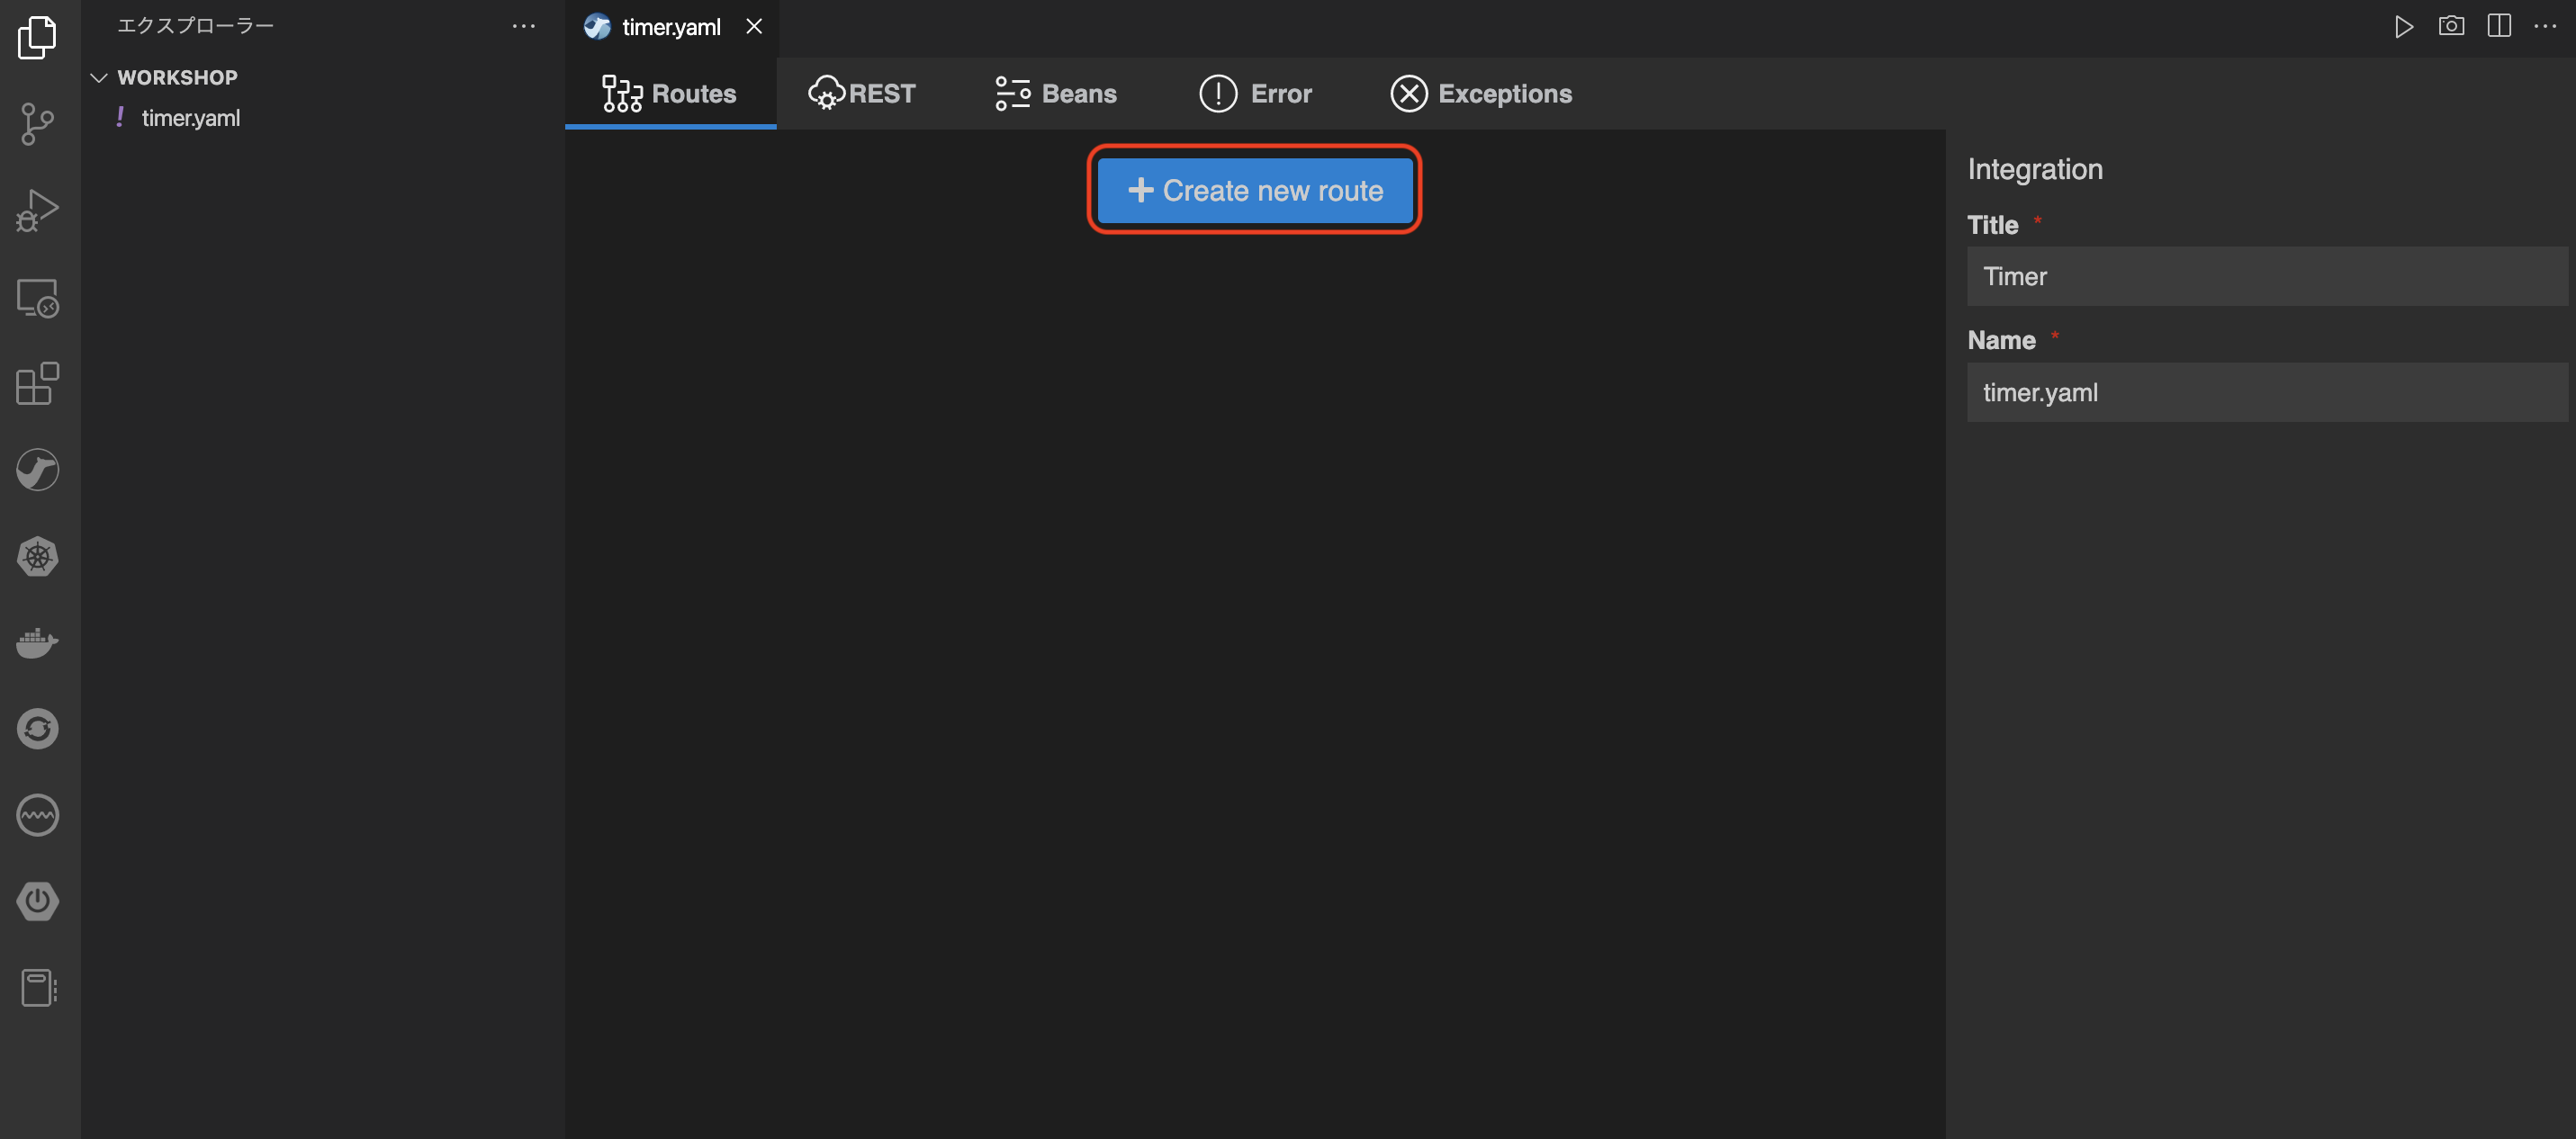 エクスプローラー
WORKSHOP
! timer.yaml
timer.yaml
Routes
REST
Beans
Error
Exceptions
Create new route
Integration
Title *
Timer
Name *
timer.yaml